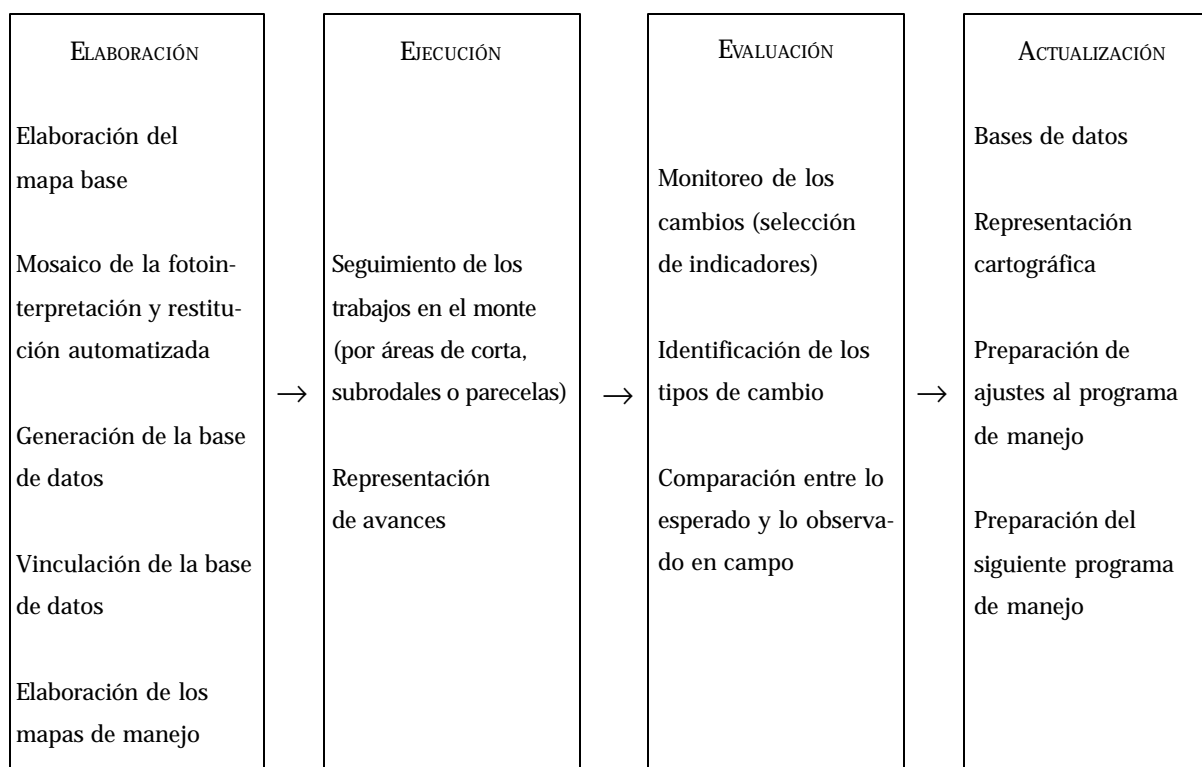 ELABORACIÓN
Elaboración del
mapa base
Mosaico de la fotoin-
terpretación y restitu-
ción automatizada
Generación de la base
de datos
Vinculación de la base
de datos
Elaboración de los
mapas de manejo
→
EJECUCIÓN
Seguimiento de los
trabajos en el monte
(por áreas de corta,
subrodales o parecelas)
Representación
de avances
→
EVALUACIÓN
Monitoreo de los
cambios (selección
de indicadores)
Identificación de los
tipos de cambio
Comparación entre lo
esperado y lo observa-
do en campo
→
ACTUALIZACIÓN
Bases de datos
Representación
cartográfica
Preparación de
ajustes al programa
de manejo
Preparación del
siguiente programa
de manejo